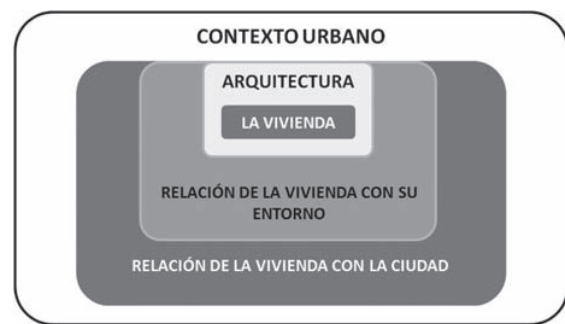 CONTEXTO URBANO
ARQUITECTURA
LA VIVIENDA
RELACIÓN DE LA VIVIENDA CON SU
ENTORNO
RELACIÓN DE LA VIVIENDA CON LA CIUDAD